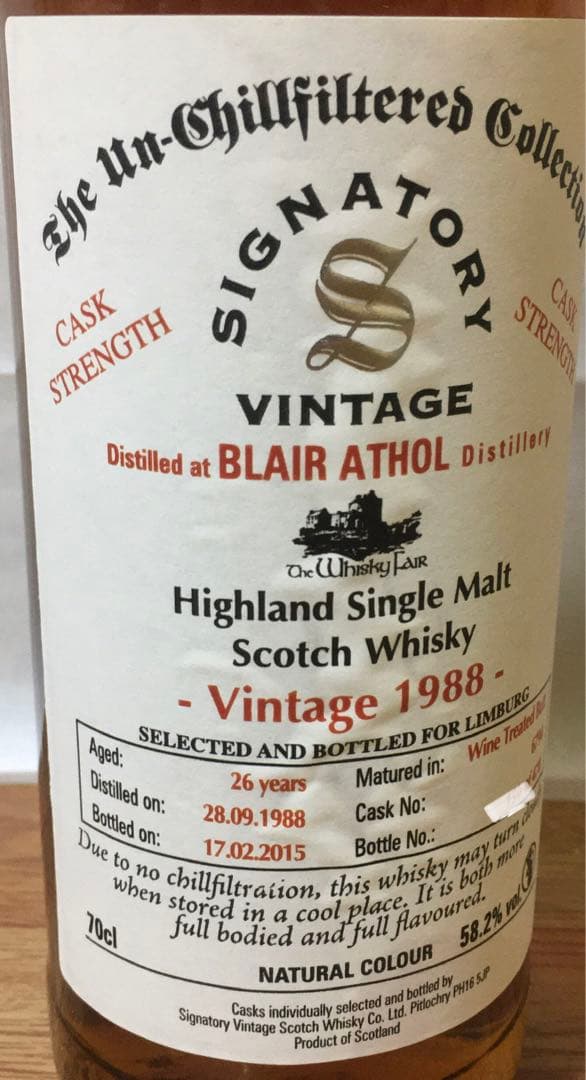 The Un-Chillfiltered Collection
SIGNATORY
S
VINTAGE
CASK
STRENGTH
CASK
STRENGTH
Distilled at BLAIR ATHOL Distillery
The Whisky FAIR
Highland Single Malt
Scotch Whisky
- Vintage 1988 -
SELECTED AND BOTTLED FOR LIMBURG
Aged: 26 years
Distilled on: 28.09.1988
Bottled on: 17.02.2015
Matured in: Wine Treated
Cask No:
Bottle No.:
Due to no chillfiltration, this whisky may turn
when stored in a cool place. It is both more
full bodied and full flavoured.
70cl
58.2% vol
S
NATURAL COLOUR
Casks individually selected and bottled by
Signatory Vintage Scotch Whisky Co. Ltd. Pitlochry PH16 5JP
Product of Scotland